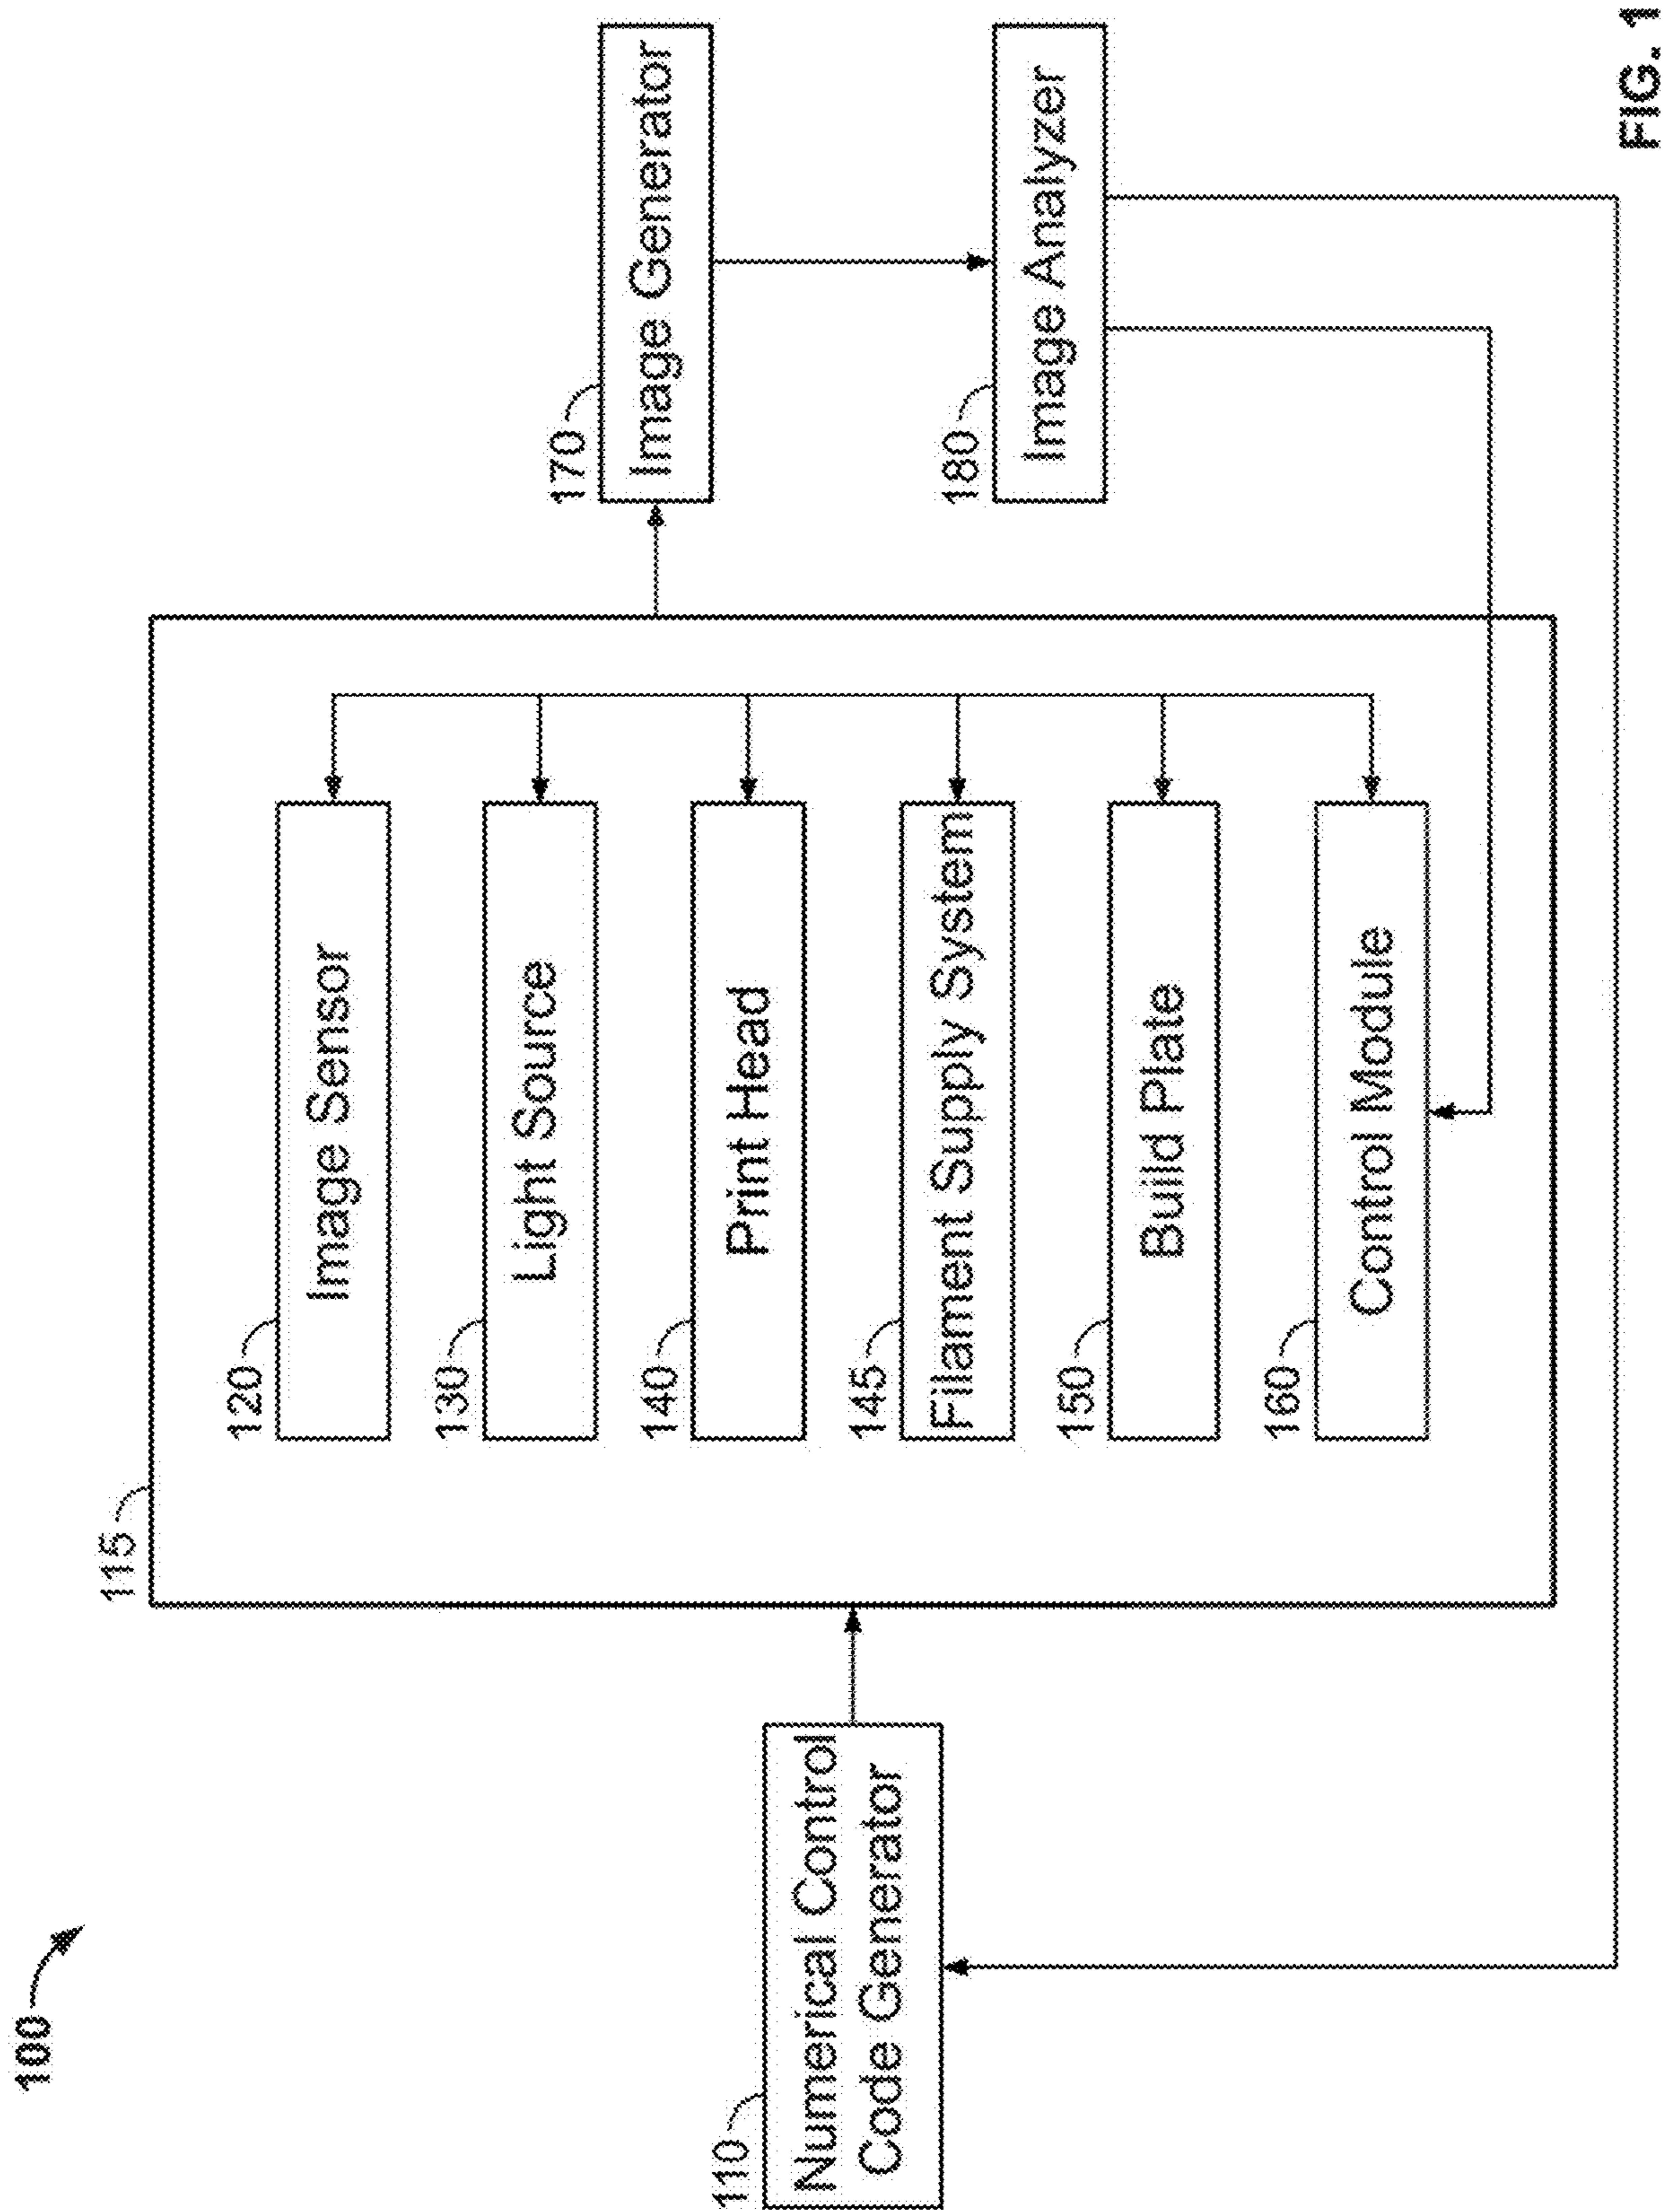 100
110
Numerical Control
Code Generator
115
120
Image Sensor
130
Light Source
140
Print Head
145
Filament Supply System
150
Build Plate
160
Control Module
170
Image Generator
180
Image Analyzer
FIG. 1